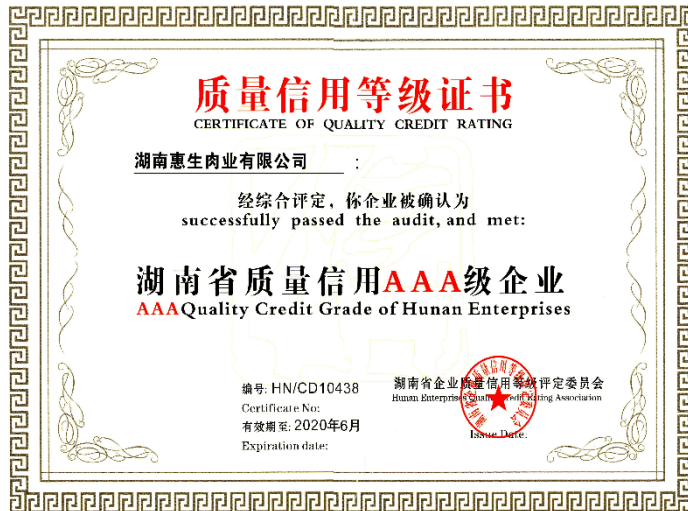 质量信用等级证书
CERTIFICATE OF QUALITY CREDIT RATING
湖南惠生肉业有限公司 :
经综合评定，你企业被确认为
successfully passed the audit, and met:
湖南省质量信用AAA级企业
AAAQuality Credit Grade of Hunan Enterprises
编号: HN/CD10438
Certificate No:
有效期至: 2020年6月
Expiration date:
湖南省企业质量信用等级评定委员会
Hunan Enterprises Quality Credit Rating Association
Issue Date: